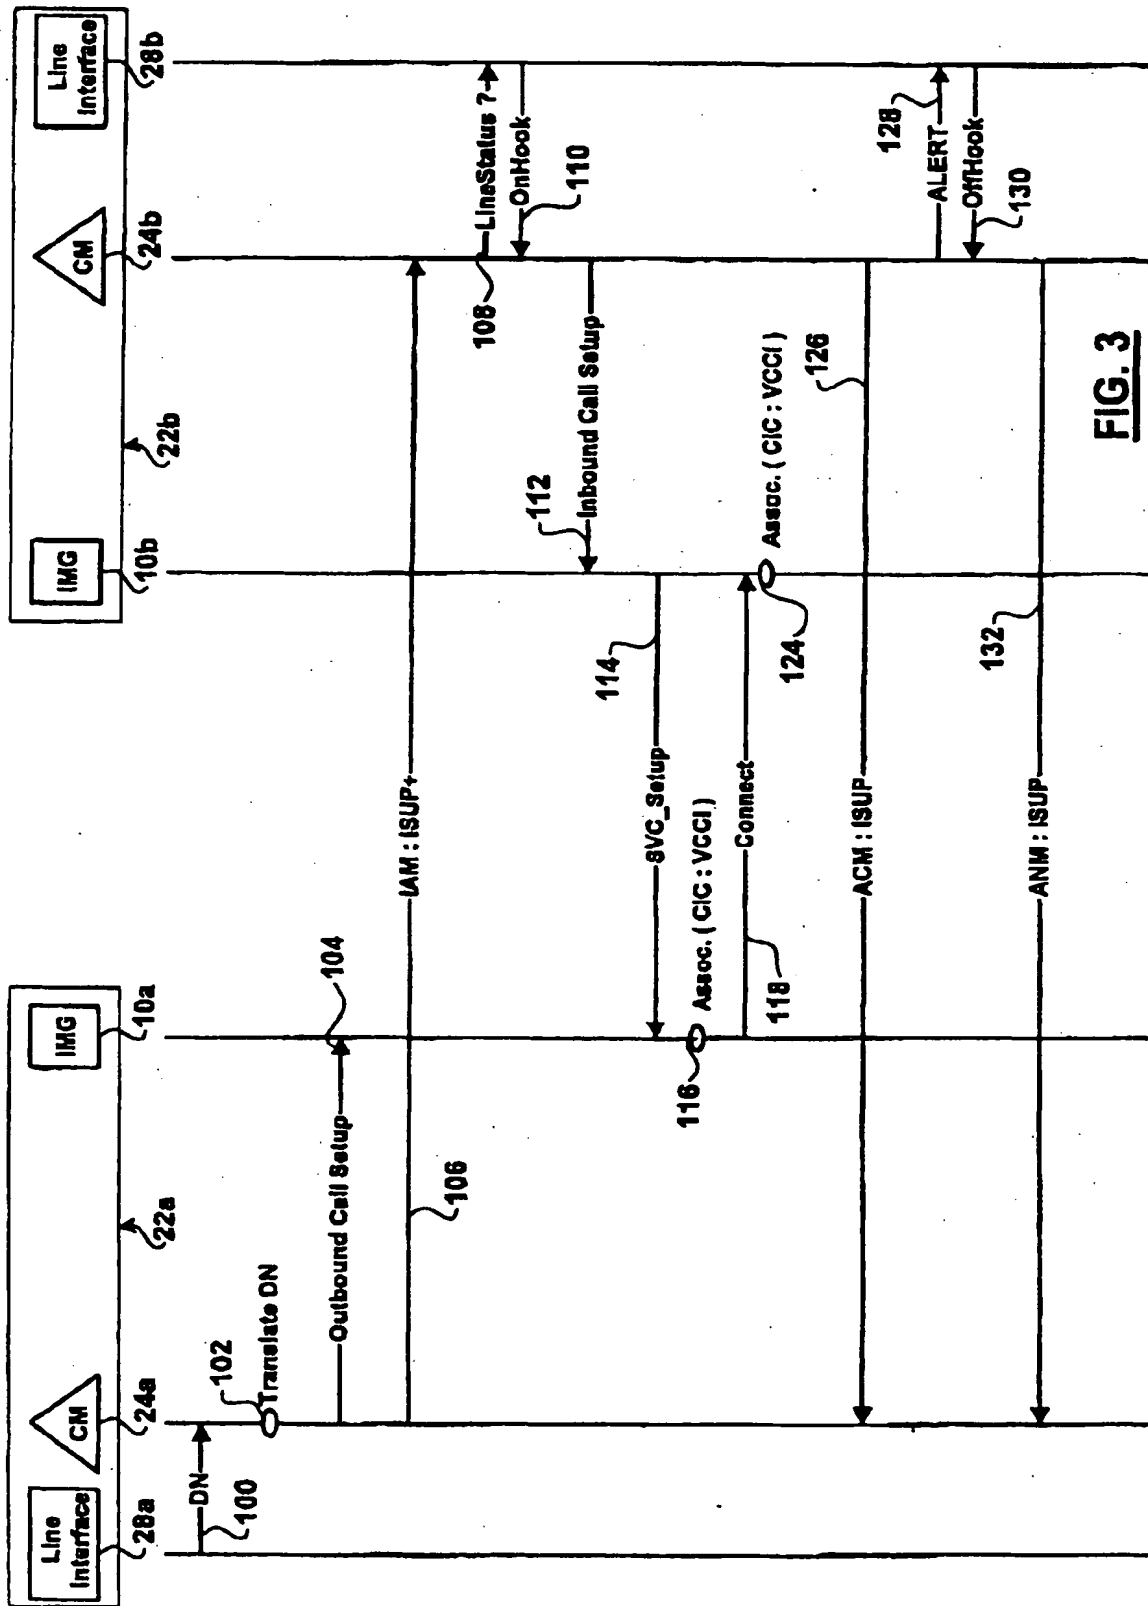 Line
Interface
28a
CM
24a
22a
IMG
10a
IMG
10b
22b
CM
24b
Line
Interface
28b
DN
100
102
Translate DN
Outbound Call Setup
104
IAM : ISUP+
106
LineStatus ?
108
OnHook
110
Inbound Call Setup
112
SVC_Setup
114
116
Assoc. ( CIC : VCCI )
Connect
118
124
Assoc. ( CIC : VCCI )
ACM : ISUP
126
ALERT
128
OffHook
130
ANM : ISUP
132
FIG. 3